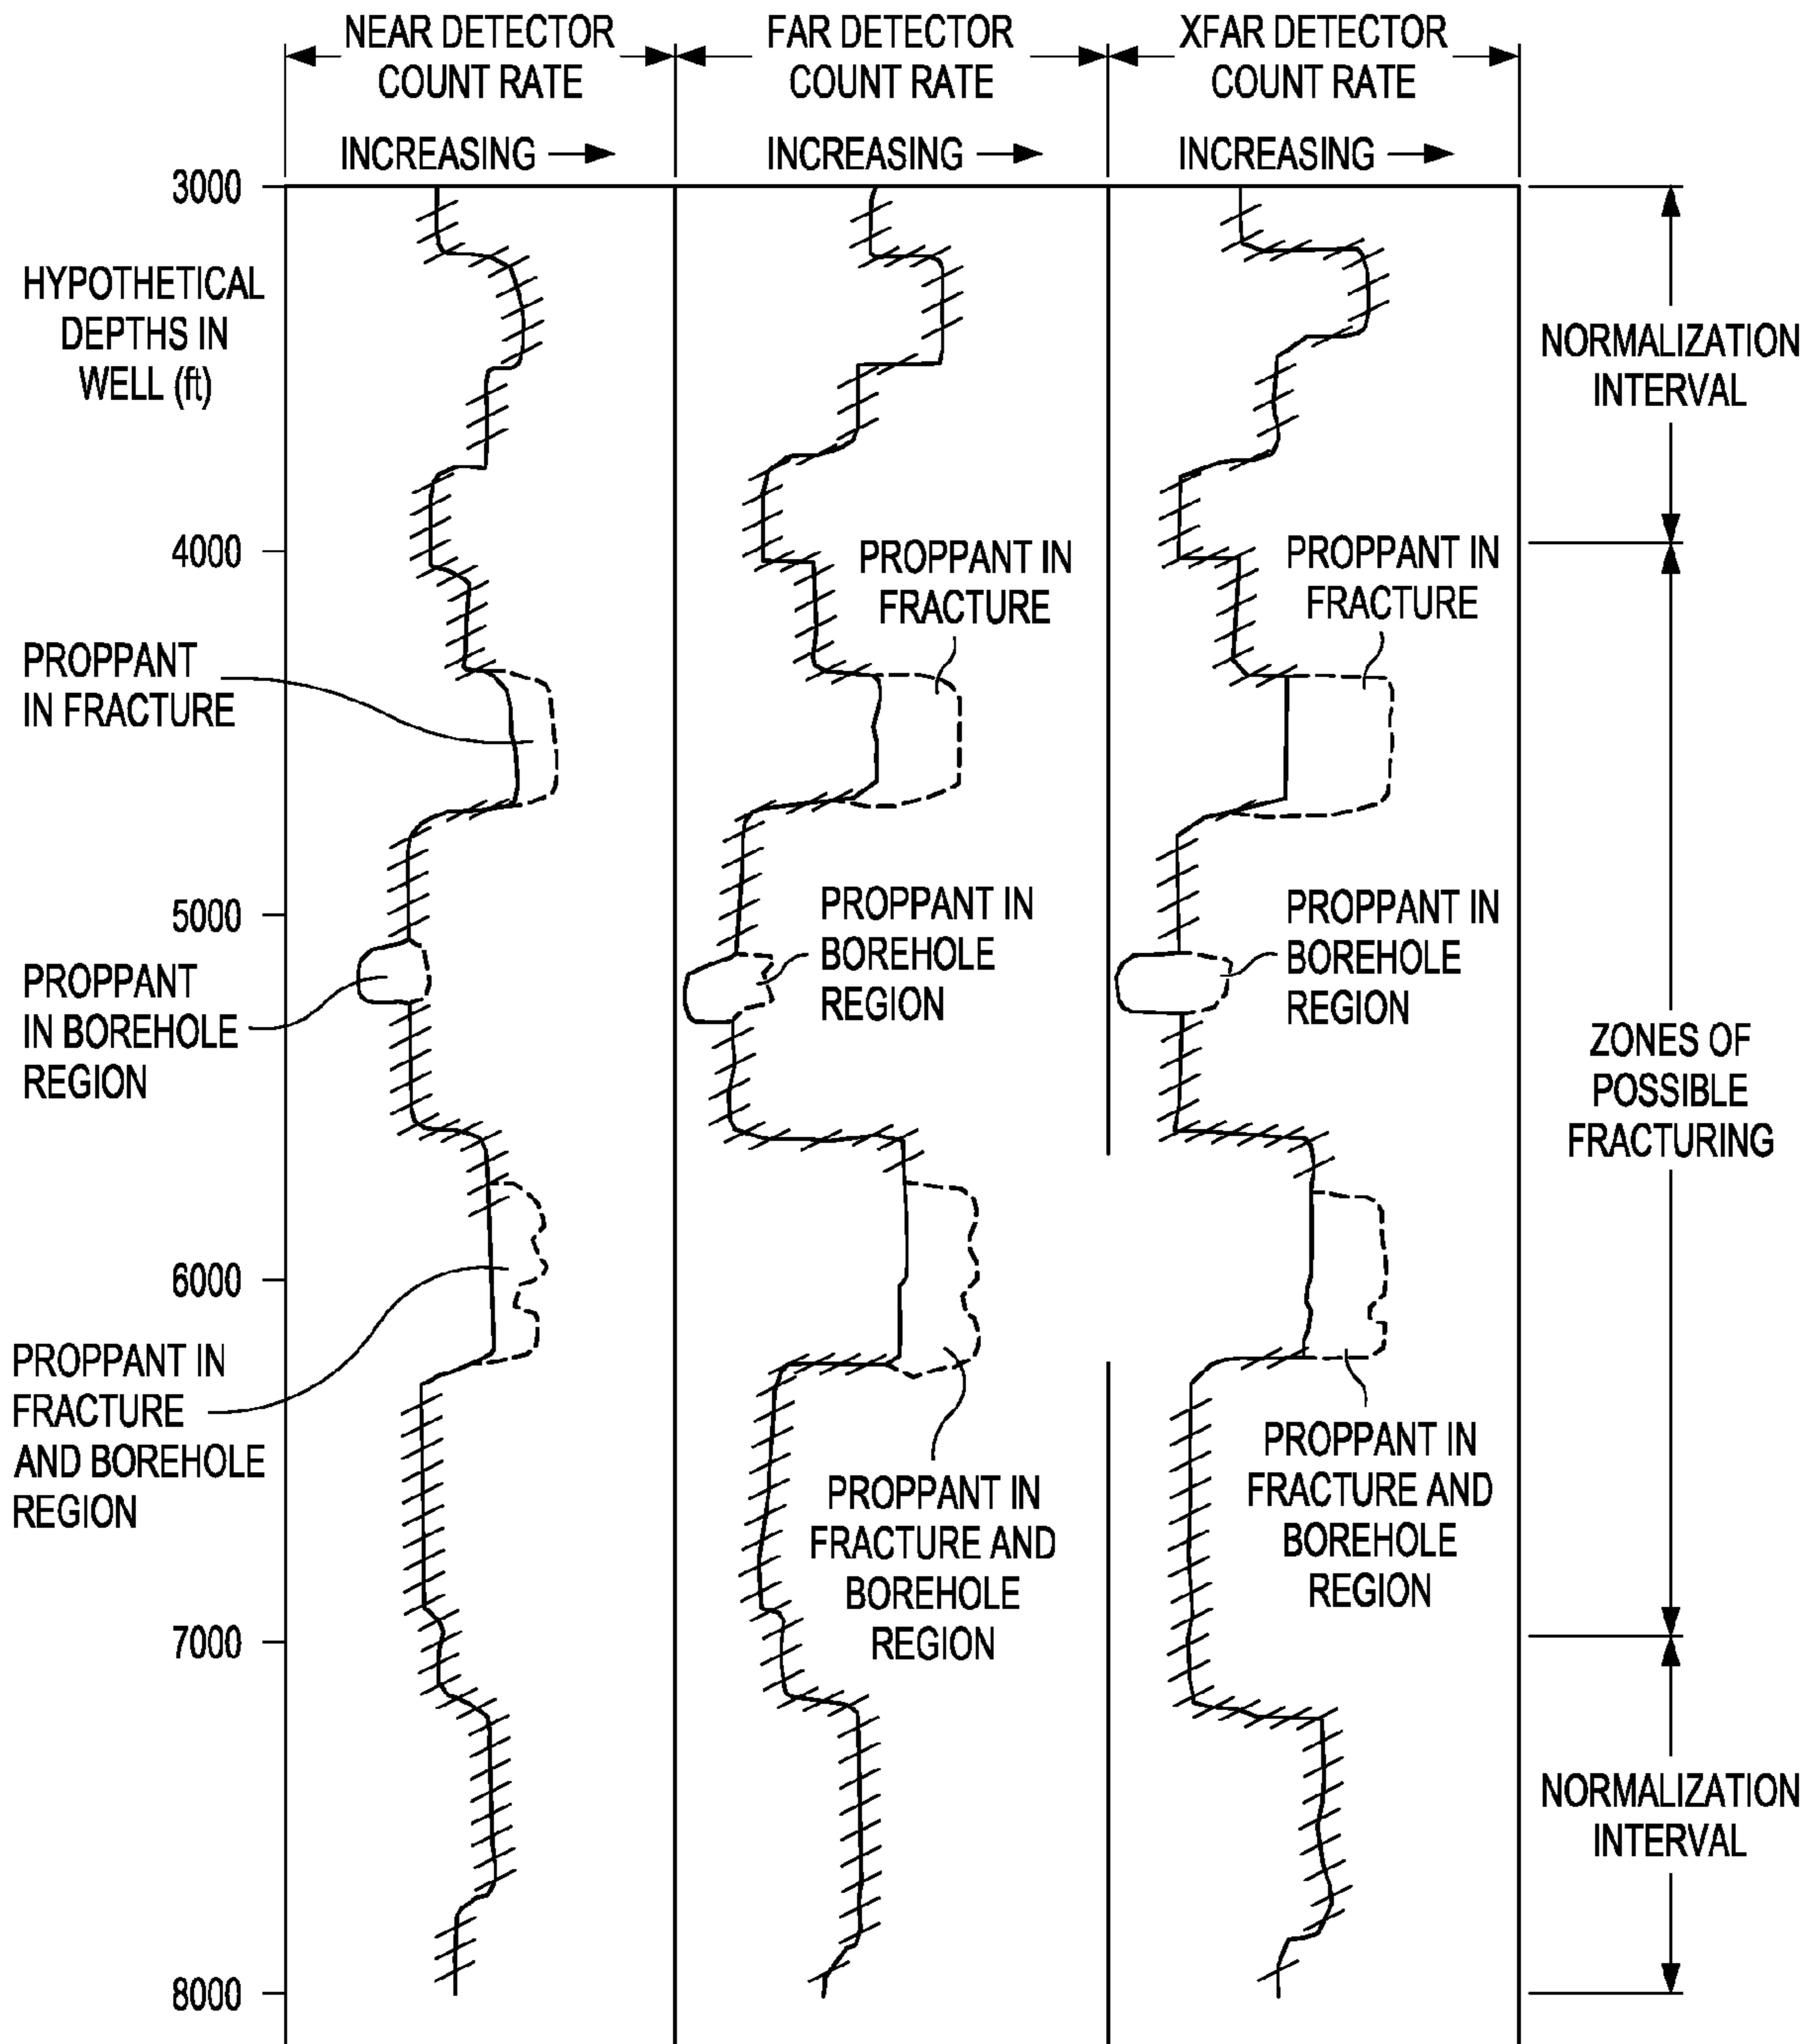 NEAR DETECTOR
COUNT RATE
FAR DETECTOR
COUNT RATE
XFAR DETECTOR
COUNT RATE
INCREASING
INCREASING
INCREASING
3000
HYPOTHETICAL
DEPTHS IN
WELL (ft)
NORMALIZATION
INTERVAL
4000
PROPPANT IN
FRACTURE
PROPPANT IN
FRACTURE
PROPPANT
IN FRACTURE
5000
PROPPANT IN
BOREHOLE
REGION
PROPPANT IN
BOREHOLE
REGION
PROPPANT
IN BOREHOLE
REGION
ZONES OF
POSSIBLE
FRACTURING
6000
PROPPANT IN
FRACTURE
AND BOREHOLE
REGION
PROPPANT IN
FRACTURE AND
BOREHOLE
REGION
PROPPANT IN
FRACTURE AND
BOREHOLE
REGION
7000
NORMALIZATION
INTERVAL
8000